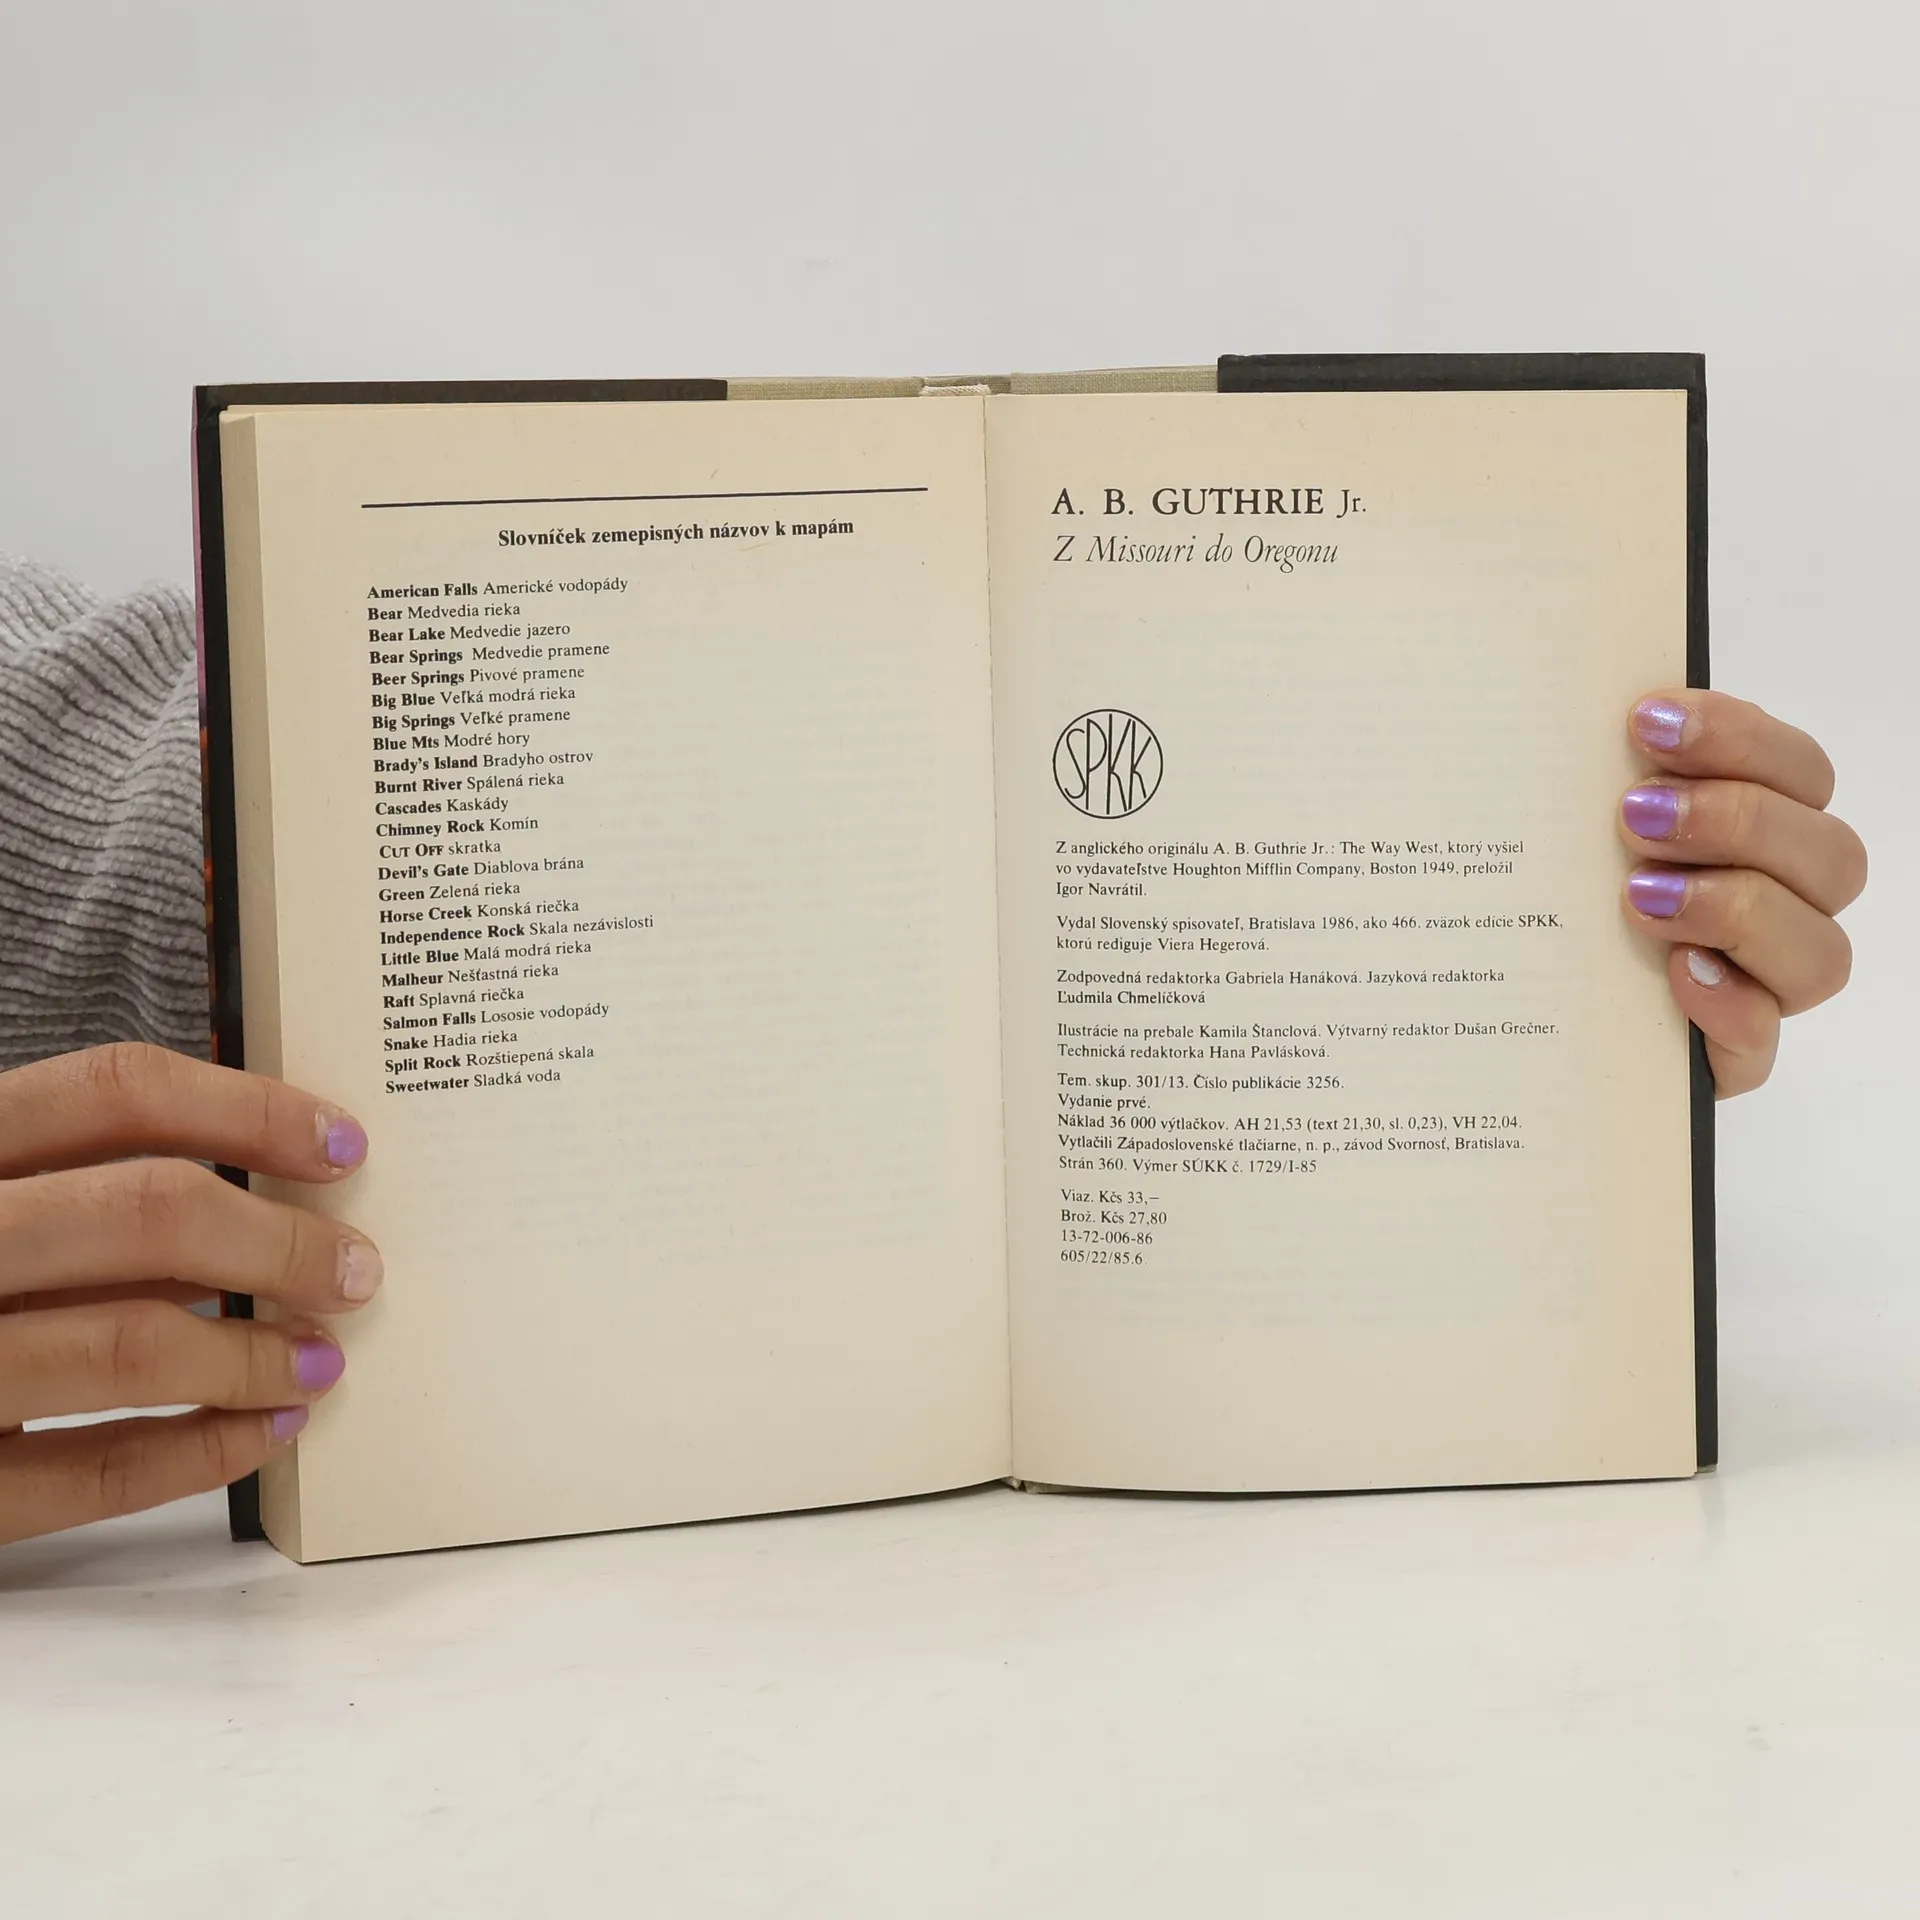 Slovníček zemepisných názvov k mapám
American Falls Americké vodopády
Bear Medvedia rieka
Bear Lake Medvedie jazero
Bear Springs Medvedie pramene
Beer Springs Pivové pramene
Big Blue Veľká modrá rieka
Big Springs Veľké pramene
Blue Mts Modré hory
Brady's Island Bradyho ostrov
Burnt River Spálená rieka
Cascades Kaskády
Chimney Rock Komín
CUT OFF skratka
Devil's Gate Diablova brána
Green Zelená rieka
Horse Creek Konská riečka
Independence Rock Skala nezávislosti
Little Blue Malá modrá rieka
Malheur Nešťastná rieka
Raft Splavná riečka
Salmon Falls Lososie vodopády
Snake Hadia rieka
Split Rock Rozštiepená skala
Sweetwater Sladká voda
A. B. GUTHRIE Jr.
Z Missouri do Oregonu
SPKK
Z anglického originálu A. B. Guthrie Jr.: The Way West, ktorý vyšiel
vo vydavateľstve Houghton Mifflin Company, Boston 1949, preložil
Igor Navrátil.
Vydal Slovenský spisovateľ, Bratislava 1986, ako 466. zväzok edície SPKK,
ktorú rediguje Viera Hegerová.
Zodpovedná redaktorka Gabriela Hanáková. Jazyková redaktorka
Ľudmila Chmelíčková
Ilustrácie na prebale Kamila Štanclová. Výtvarný redaktor Dušan Grečner.
Technická redaktorka Hana Pavlásková.
Tem. skup. 301/13. Číslo publikácie 3256.
Vydanie prvé.
Náklad 36 000 výtlačkov. AH 21,53 (text 21,30, sl. 0,23), VH 22,04.
Vytlačili Západoslovenské tlačiarne, n. p., závod Svornosť, Bratislava.
Strán 360. Výmer SÚKK č. 1729/I-85
Viaz. Kčs 33,—
Brož. Kčs 27,80
13-72-006-86
605/22/85.6